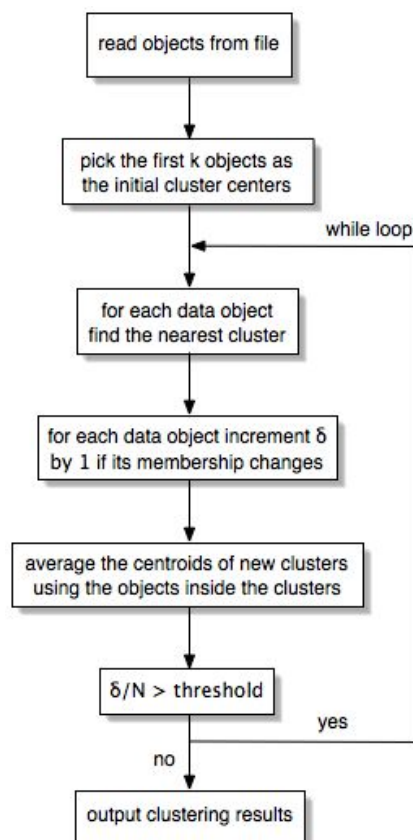 read objects from file
pick the first k objects as
the initial cluster centers
while loop
for each data object
find the nearest cluster
for each data object increment δ
by 1 if its membership changes
average the centroids of new clusters
using the objects inside the clusters
δ/N > threshold
yes
no
output clustering results